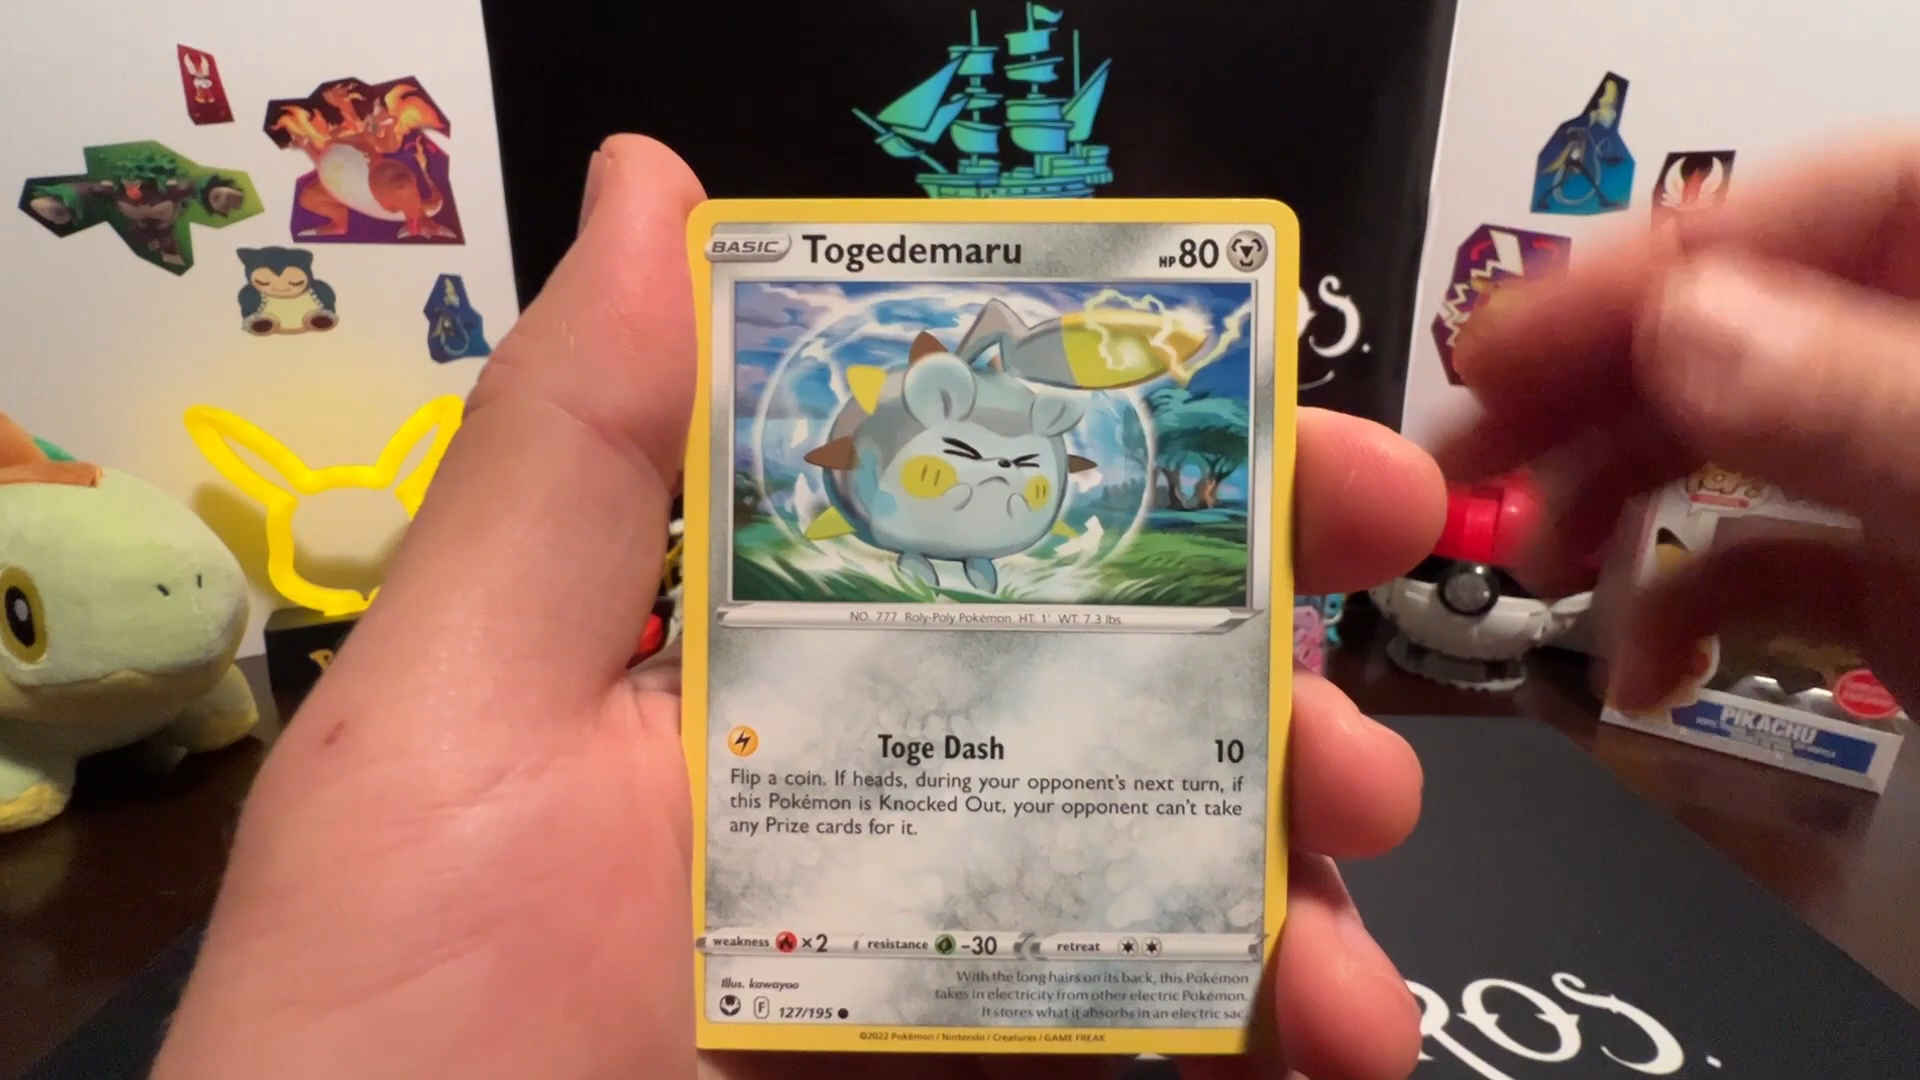 BASIC Togedemaru HP 80
NO. 777 Roly-Poly Pokémon HT: 1' WT: 7.3 lbs.
Toge Dash 10
Flip a coin. If heads, during your opponent's next turn, if
this Pokémon is Knocked Out, your opponent can't take
any Prize cards for it.
weakness ×2 resistance -30 retreat
Illus. kawayoo
With the long hairs on its back, this Pokémon
takes in electricity from other electric Pokémon.
It stores what it absorbs in an electric sac.
F 127/195
©2022 Pokémon / Nintendo / Creatures / GAME FREAK
PIKACHU